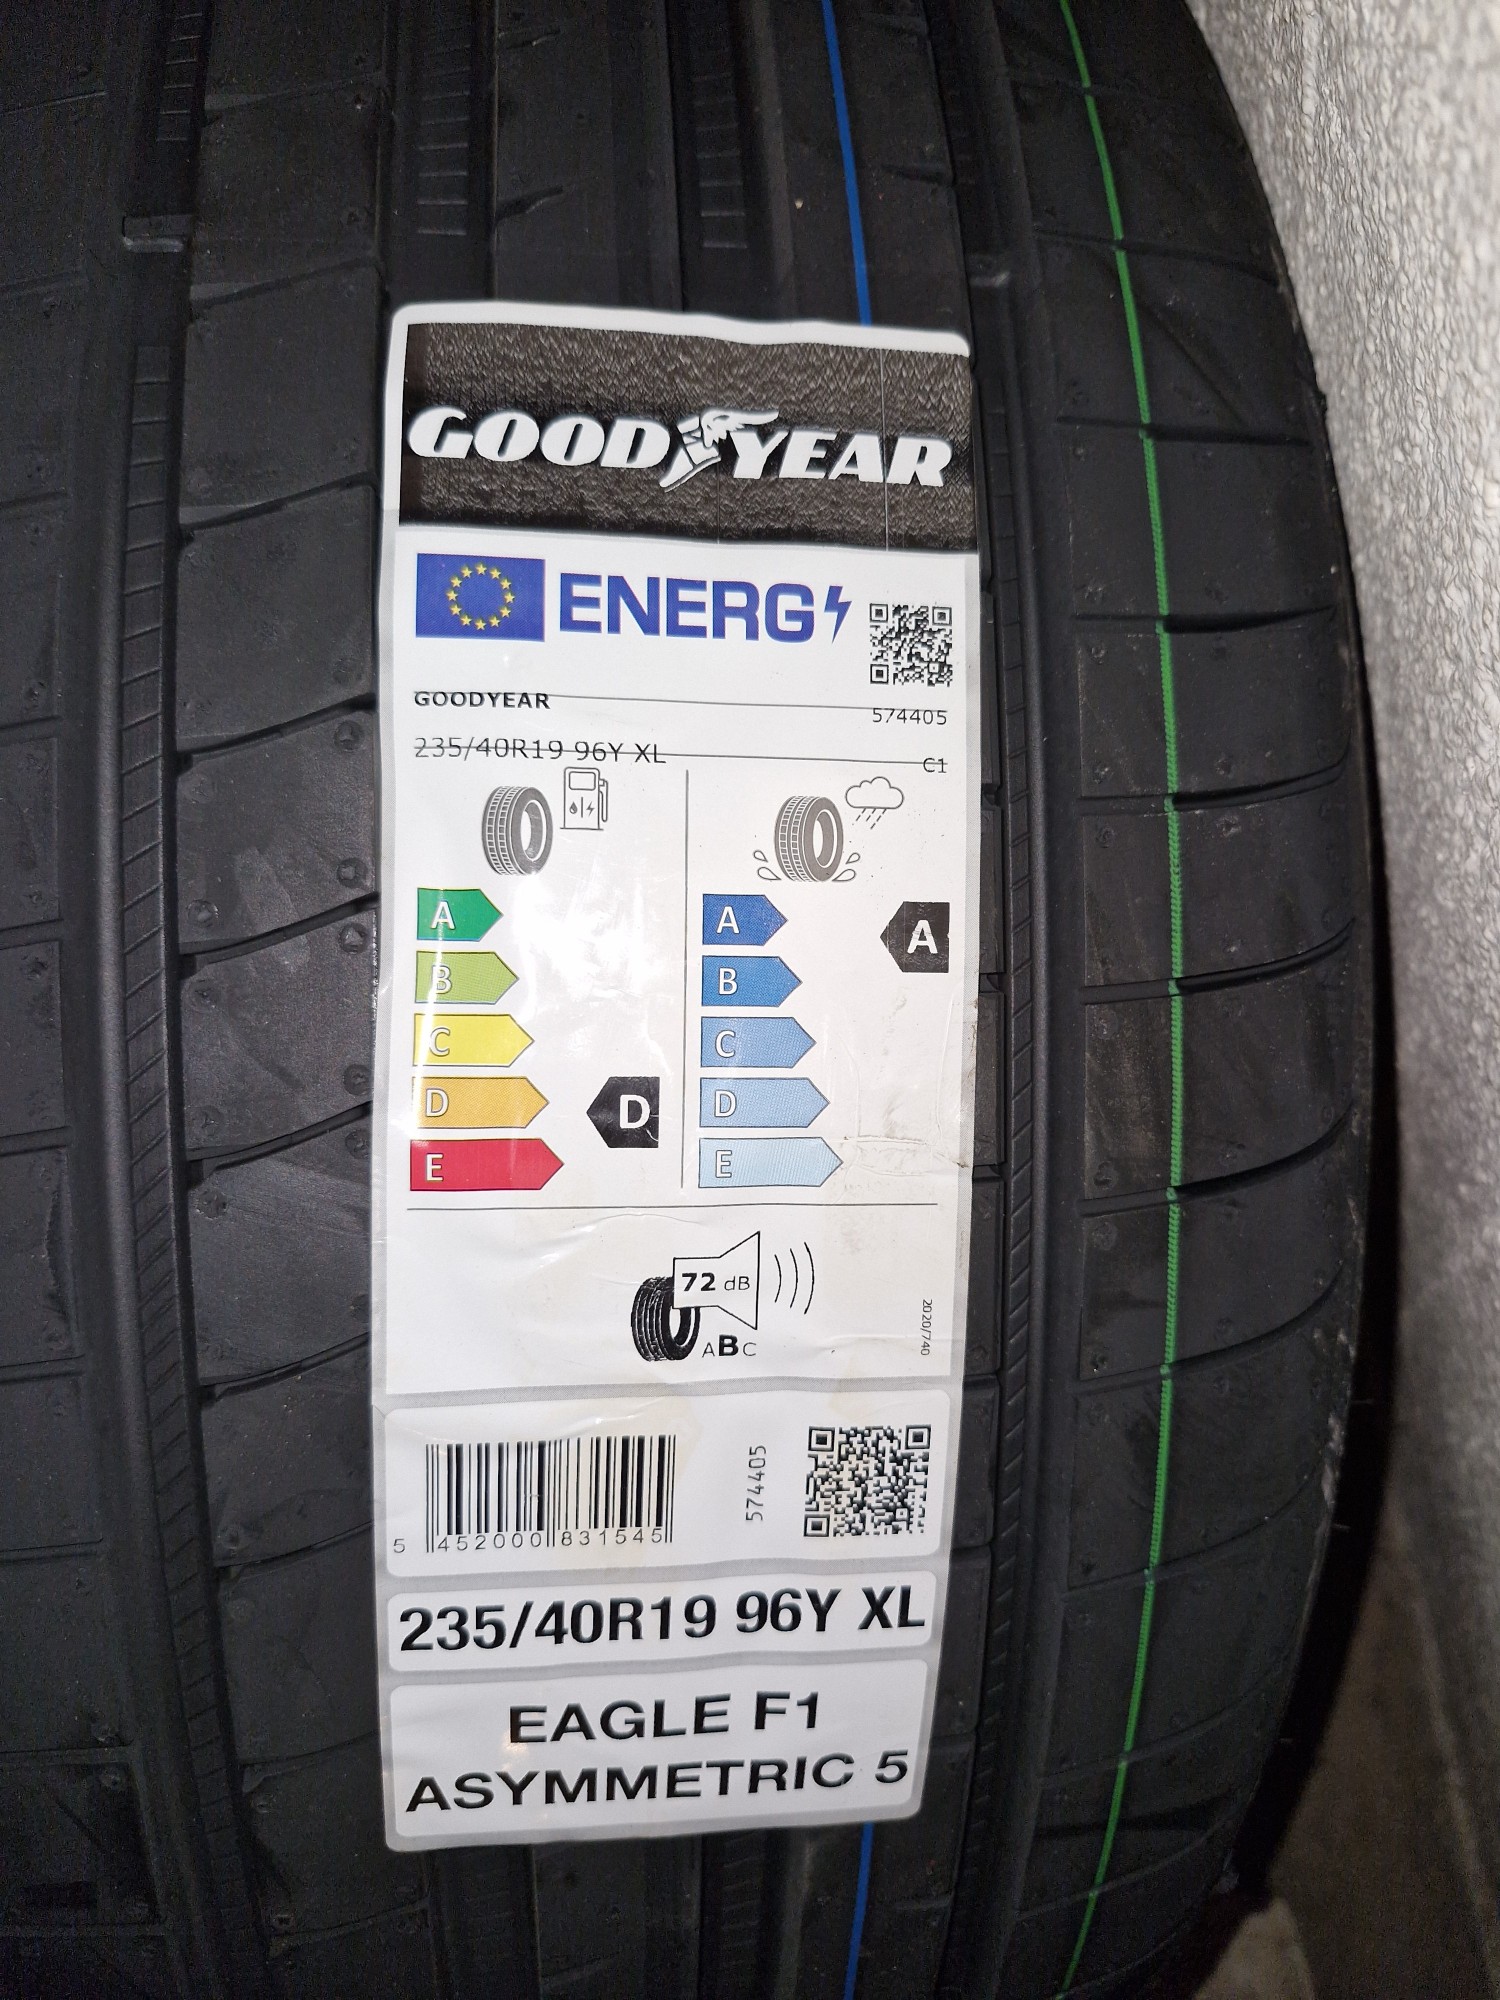 GOODYEAR
ENERG
GOODYEAR
574405
235/40R19 96Y XL
C1
A
B
C
D
E
D
A
B
C
D
E
A
72 dB
ABC
2020/740
5 452000 831545
574405
235/40R19 96Y XL
EAGLE F1
ASYMMETRIC 5